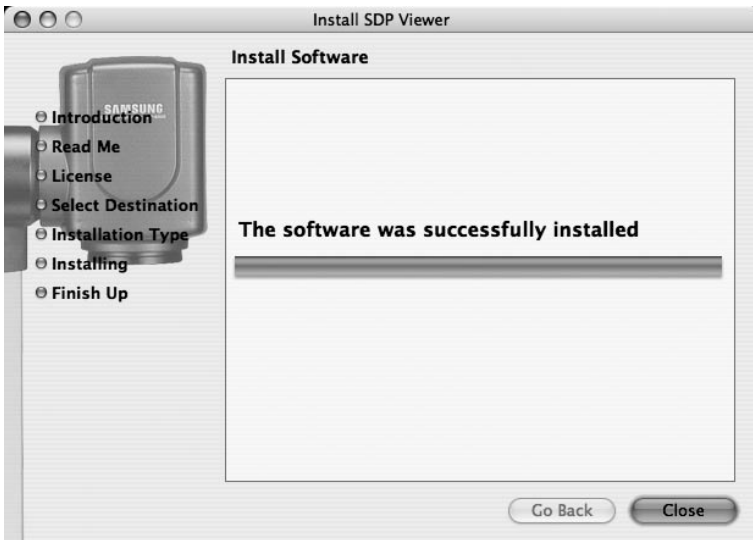 Install SDP Viewer
Install Software
SAMSUNG
Introduction
Read Me
License
Select Destination
Installation Type
Installing
Finish Up
The software was successfully installed
Go Back
Close